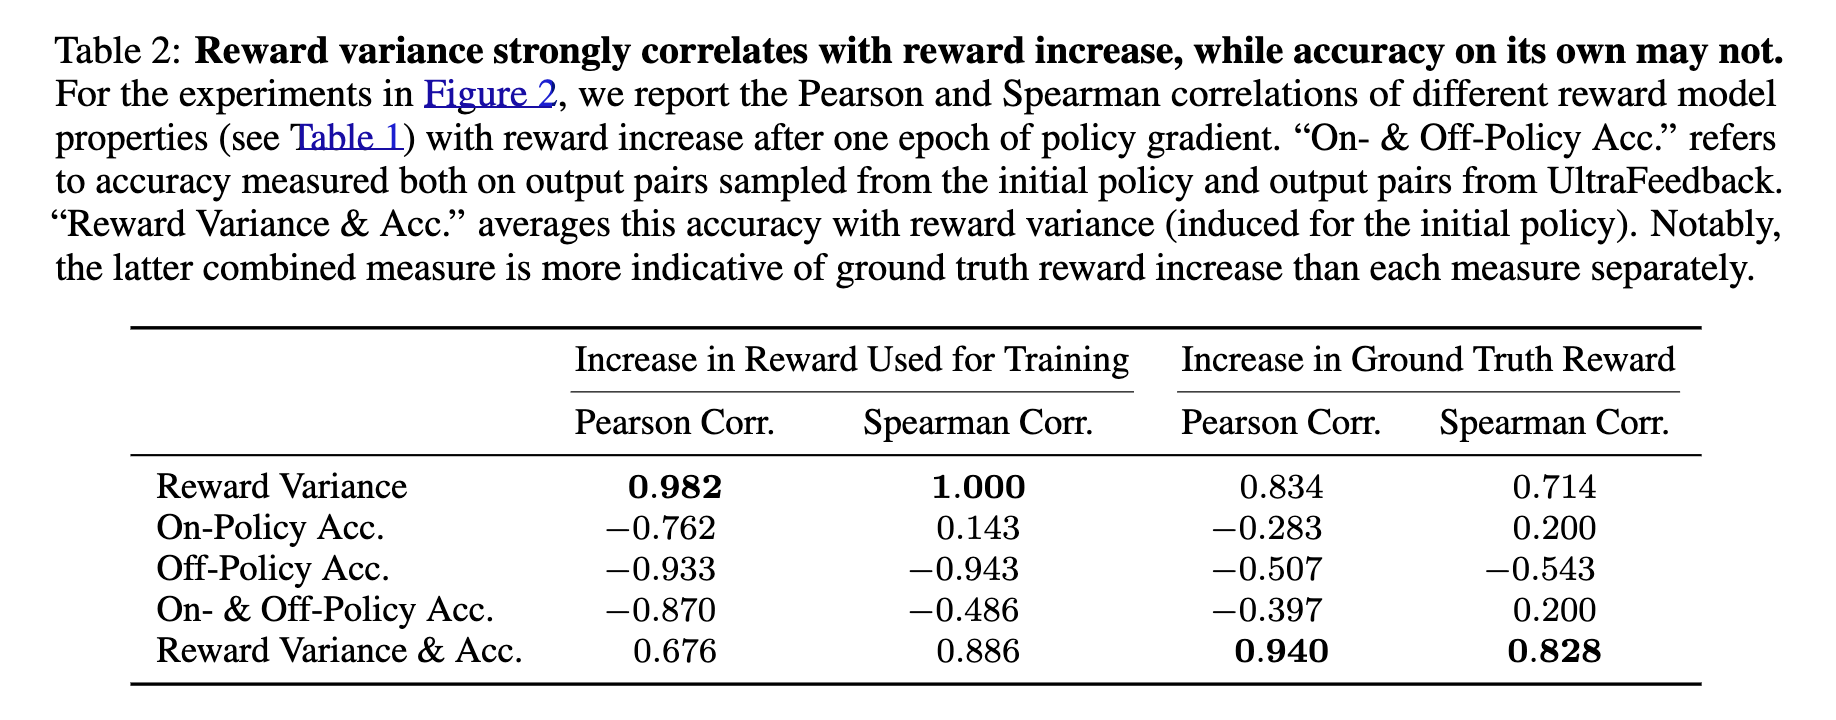 Table 2: Reward variance strongly correlates with reward increase, while accuracy on its own may not.
For the experiments in Figure 2, we report the Pearson and Spearman correlations of different reward model
properties (see Table 1) with reward increase after one epoch of policy gradient. “On- & Off-Policy Acc.” refers
to accuracy measured both on output pairs sampled from the initial policy and output pairs from UltraFeedback.
“Reward Variance & Acc.” averages this accuracy with reward variance (induced for the initial policy). Notably,
the latter combined measure is more indicative of ground truth reward increase than each measure separately.
Increase in Reward Used for Training Increase in Ground Truth Reward
Pearson Corr. Spearman Corr. Pearson Corr. Spearman Corr.
Reward Variance 0.982 1.000 0.834 0.714
On-Policy Acc. −0.762 0.143 −0.283 0.200
Off-Policy Acc. −0.933 −0.943 −0.507 −0.543
On- & Off-Policy Acc. −0.870 −0.486 −0.397 0.200
Reward Variance & Acc. 0.676 0.886 0.940 0.828